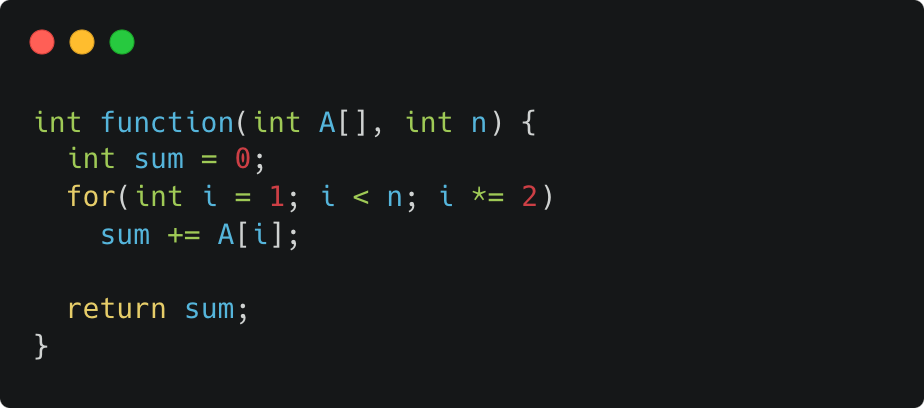 int function(int A[], int n) {
  int sum = 0;
  for(int i = 1; i < n; i *= 2)
    sum += A[i];

  return sum;
}